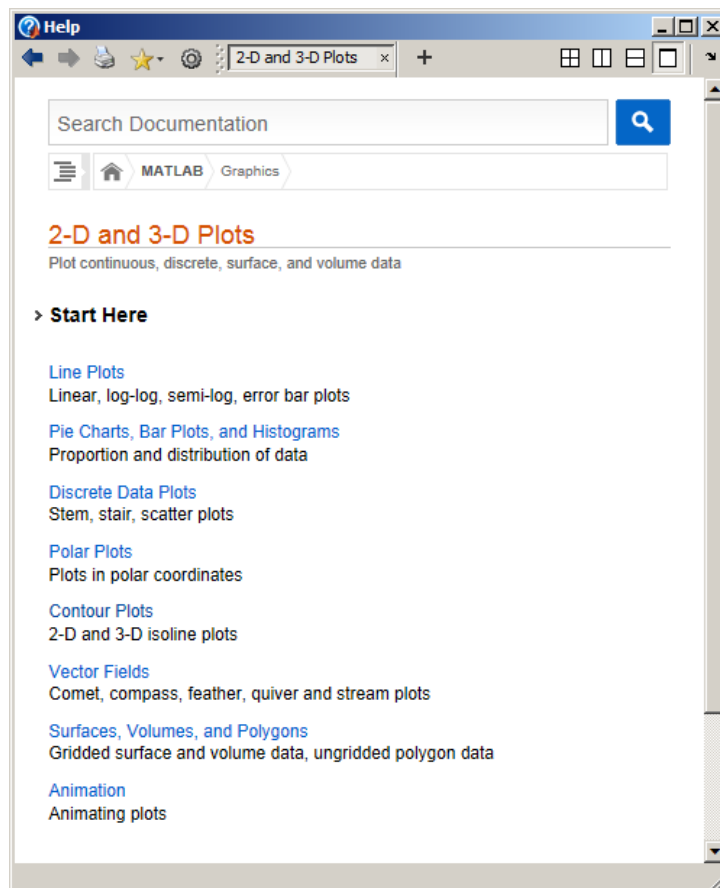 Help
2-D and 3-D Plots
Search Documentation
MATLAB Graphics
2-D and 3-D Plots
Plot continuous, discrete, surface, and volume data
Start Here
Line Plots
Linear, log-log, semi-log, error bar plots
Pie Charts, Bar Plots, and Histograms
Proportion and distribution of data
Discrete Data Plots
Stem, stair, scatter plots
Polar Plots
Plots in polar coordinates
Contour Plots
2-D and 3-D isoline plots
Vector Fields
Comet, compass, feather, quiver and stream plots
Surfaces, Volumes, and Polygons
Gridded surface and volume data, ungridded polygon data
Animation
Animating plots